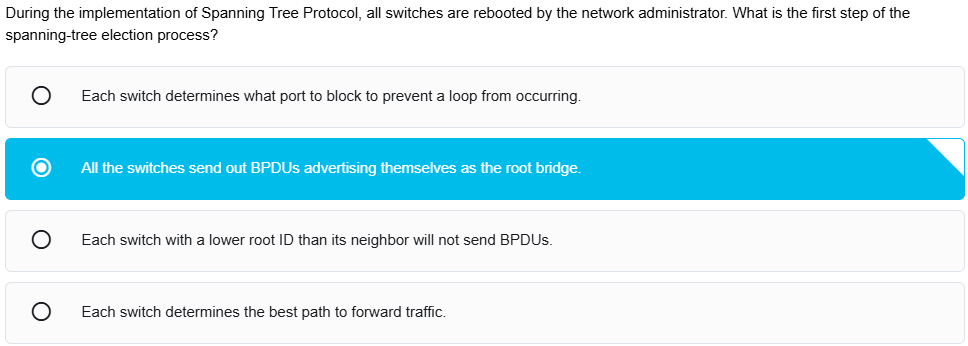 During the implementation of Spanning Tree Protocol, all switches are rebooted by the network administrator. What is the first step of the
spanning-tree election process?
Each switch determines what port to block to prevent a loop from occurring.
All the switches send out BPDUs advertising themselves as the root bridge.
Each switch with a lower root ID than its neighbor will not send BPDUs.
Each switch determines the best path to forward traffic.